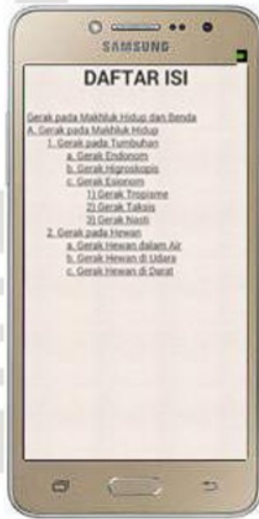 SAMSUNG
DAFTAR ISI
Gerak pada Makhluk Hidup dan Benda
A. Gerak pada Makhluk Hidup
1. Gerak pada Tumbuhan
a. Gerak Endonom
b. Gerak Higroskopis
c. Gerak Esionom
1) Gerak Tropisme
2) Gerak Taksis
3) Gerak Nasti
2. Gerak pada Hewan
a. Gerak Hewan dalam Air
b. Gerak Hewan di Udara
c. Gerak Hewan di Darat